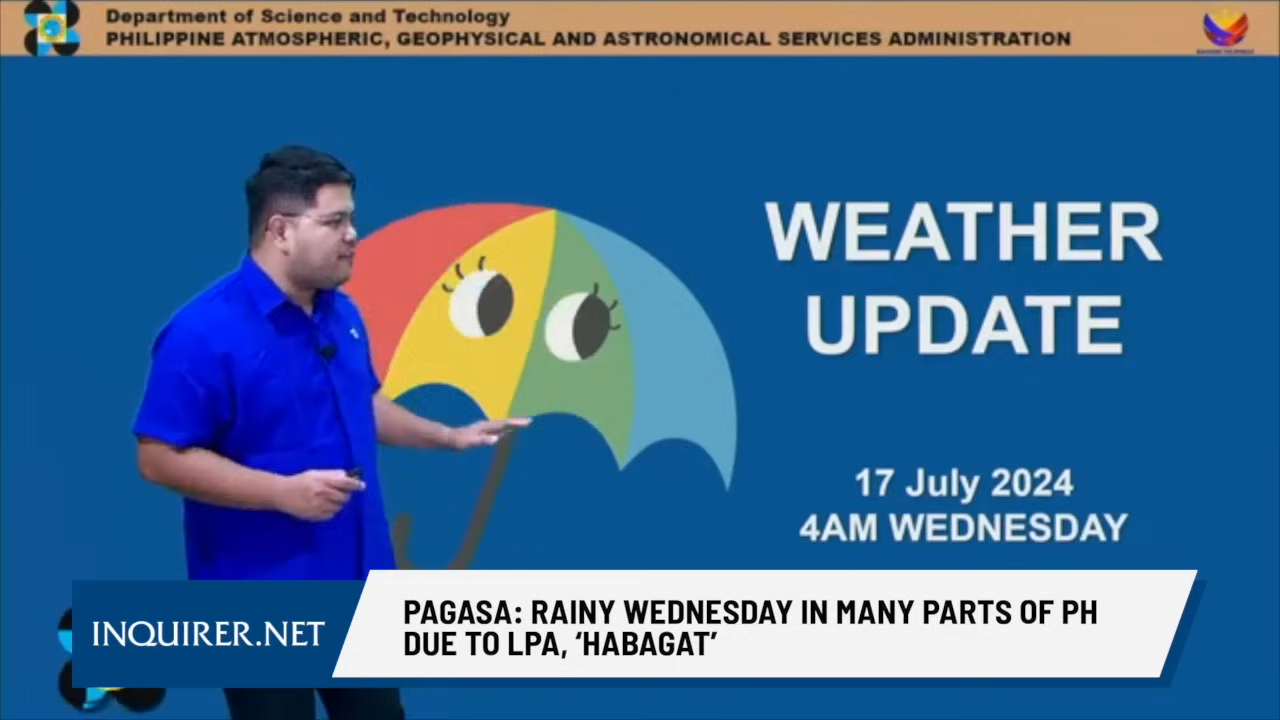 Department of Science and Technology
PHILIPPINE ATMOSPHERIC, GEOPHYSICAL AND ASTRONOMICAL SERVICES ADMINISTRATION
WEATHER
UPDATE
17 July 2024
4AM WEDNESDAY
INQUIRER.NET
PAGASA: RAINY WEDNESDAY IN MANY PARTS OF PH
DUE TO LPA, ‘HABAGAT’